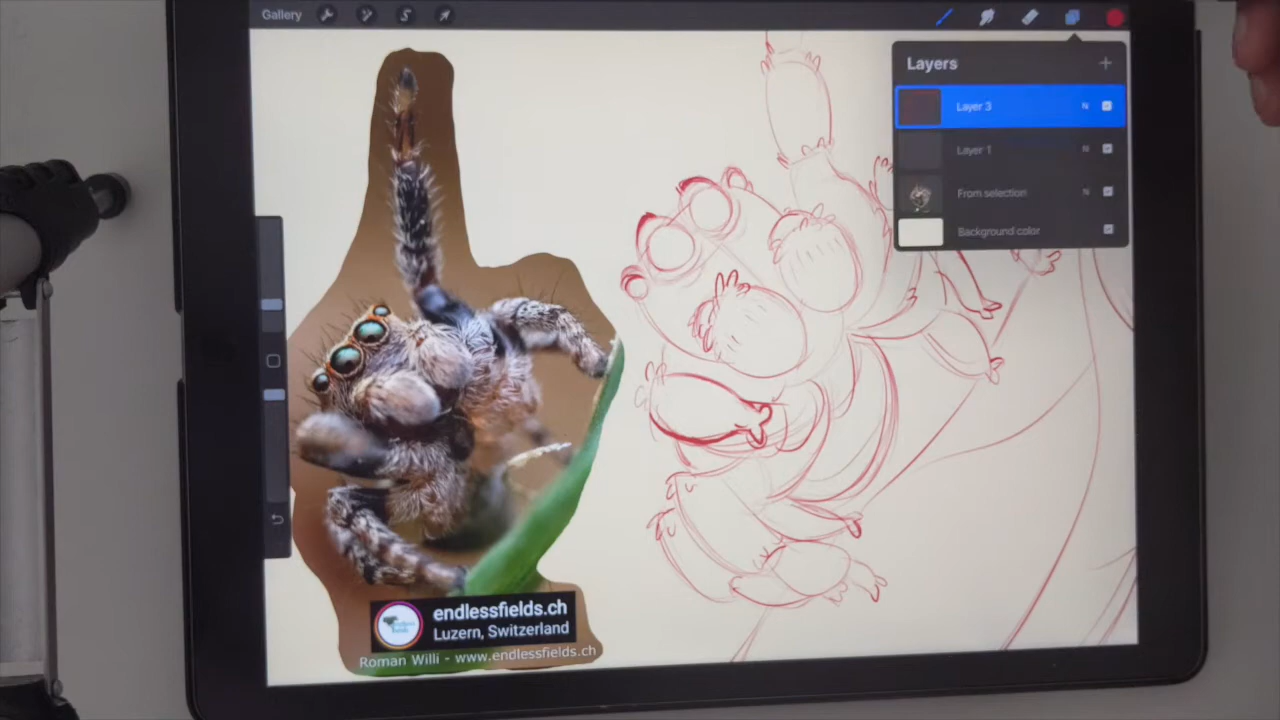 Gallery
Layers
Layer 3
N
Layer 1
N
From selection
N
Background color
endlessfields.ch
Luzern, Switzerland
Roman Willi - www.endlessfields.ch